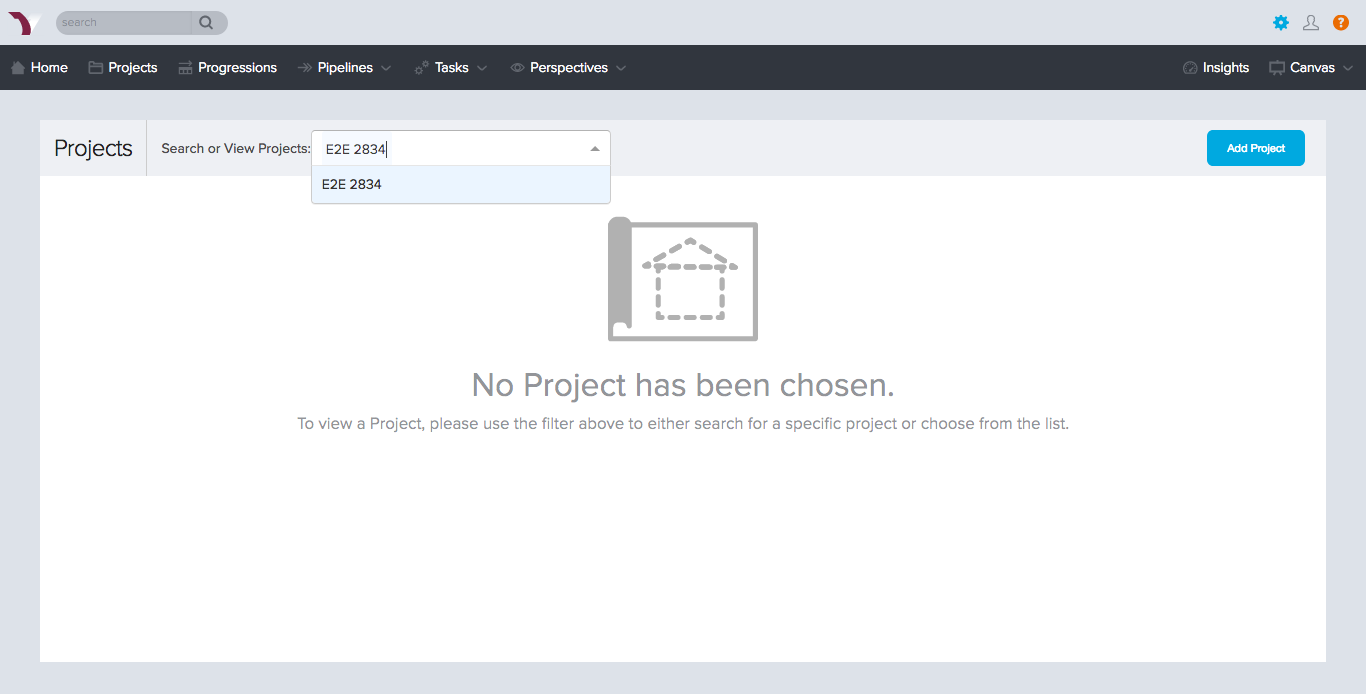 search
?
Home Projects Progressions Pipelines Tasks Perspectives Insights Canvas
Projects Search or View Projects: E2E 2834 Add Project
E2E 2834
No Project has been chosen.
To view a Project, please use the filter above to either search for a specific project or choose from the list.